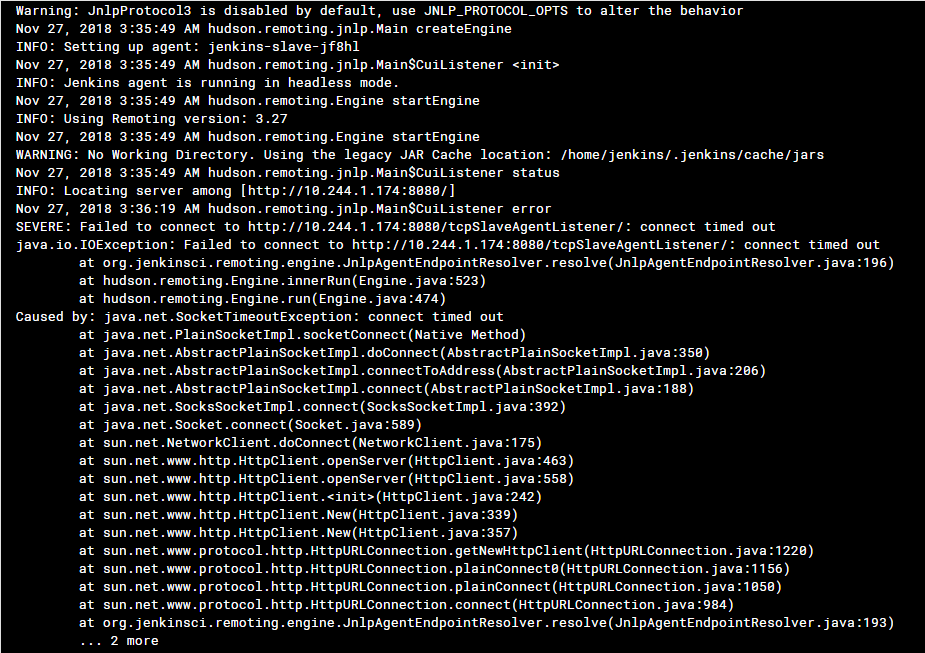 Warning: JnlpProtocol3 is disabled by default, use JNLP_PROTOCOL_OPTS to alter the behavior
Nov 27, 2018 3:35:49 AM hudson.remoting.jnlp.Main createEngine
INFO: Setting up agent: jenkins-slave-jf8hl
Nov 27, 2018 3:35:49 AM hudson.remoting.jnlp.Main$CuiListener <init>
INFO: Jenkins agent is running in headless mode.
Nov 27, 2018 3:35:49 AM hudson.remoting.Engine startEngine
INFO: Using Remoting version: 3.27
Nov 27, 2018 3:35:49 AM hudson.remoting.Engine startEngine
WARNING: No Working Directory. Using the legacy JAR Cache location: /home/jenkins/.jenkins/cache/jars
Nov 27, 2018 3:35:49 AM hudson.remoting.jnlp.Main$CuiListener status
INFO: Locating server among [http://10.244.1.174:8080/]
Nov 27, 2018 3:36:19 AM hudson.remoting.jnlp.Main$CuiListener error
SEVERE: Failed to connect to http://10.244.1.174:8080/tcpSlaveAgentListener/: connect timed out
java.io.IOException: Failed to connect to http://10.244.1.174:8080/tcpSlaveAgentListener/: connect timed out
        at org.jenkinsci.remoting.engine.JnlpAgentEndpointResolver.resolve(JnlpAgentEndpointResolver.java:196)
        at hudson.remoting.Engine.innerRun(Engine.java:523)
        at hudson.remoting.Engine.run(Engine.java:474)
Caused by: java.net.SocketTimeoutException: connect timed out
        at java.net.PlainSocketImpl.socketConnect(Native Method)
        at java.net.AbstractPlainSocketImpl.doConnect(AbstractPlainSocketImpl.java:350)
        at java.net.AbstractPlainSocketImpl.connectToAddress(AbstractPlainSocketImpl.java:206)
        at java.net.AbstractPlainSocketImpl.connect(AbstractPlainSocketImpl.java:188)
        at java.net.SocksSocketImpl.connect(SocksSocketImpl.java:392)
        at java.net.Socket.connect(Socket.java:589)
        at sun.net.NetworkClient.doConnect(NetworkClient.java:175)
        at sun.net.www.http.HttpClient.openServer(HttpClient.java:463)
        at sun.net.www.http.HttpClient.openServer(HttpClient.java:558)
        at sun.net.www.http.HttpClient.<init>(HttpClient.java:242)
        at sun.net.www.http.HttpClient.New(HttpClient.java:339)
        at sun.net.www.http.HttpClient.New(HttpClient.java:357)
        at sun.net.www.protocol.http.HttpURLConnection.getNewHttpClient(HttpURLConnection.java:1220)
        at sun.net.www.protocol.http.HttpURLConnection.plainConnect0(HttpURLConnection.java:1156)
        at sun.net.www.protocol.http.HttpURLConnection.plainConnect(HttpURLConnection.java:1050)
        at sun.net.www.protocol.http.HttpURLConnection.connect(HttpURLConnection.java:984)
        at org.jenkinsci.remoting.engine.JnlpAgentEndpointResolver.resolve(JnlpAgentEndpointResolver.java:193)
        ... 2 more